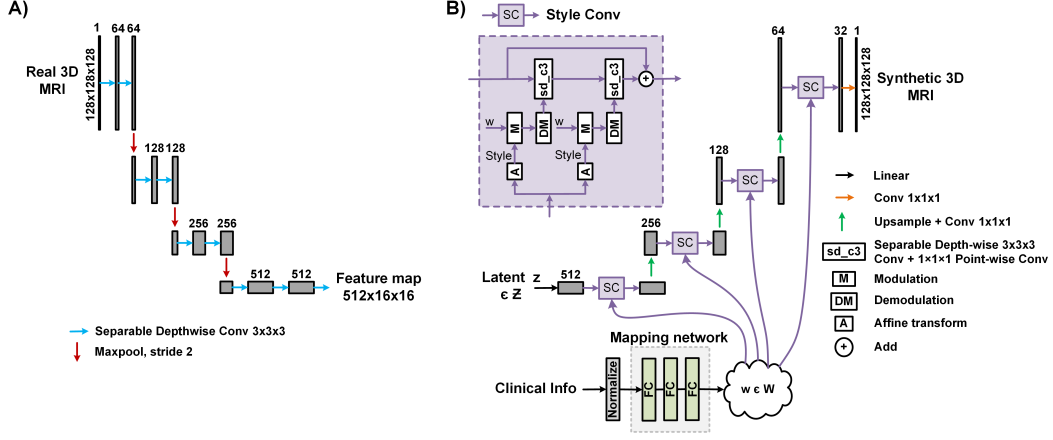 A)
1 64 64
Real 3D
MRI
128x128x128
128 128
256 256
512 512
Feature map
512x16x16
Separable Depthwise Conv 3x3x3
Maxpool, stride 2
B)
SC Style Conv
sd_c3 sd_c3 +
w M DM w M DM
Style Style
A A
64 32 1
SC
128x128x128
Synthetic 3D
MRI
128
SC
256
SC
Latent z
ϵ Z
512
SC
Mapping network
Clinical Info
Normalize
FC FC FC
w ϵ W
Linear
Conv 1x1x1
Upsample + Conv 1x1x1
sd_c3 Separable Depth-wise 3x3x3
Conv + 1×1×1 Point-wise Conv
M Modulation
DM Demodulation
A Affine transform
+ Add